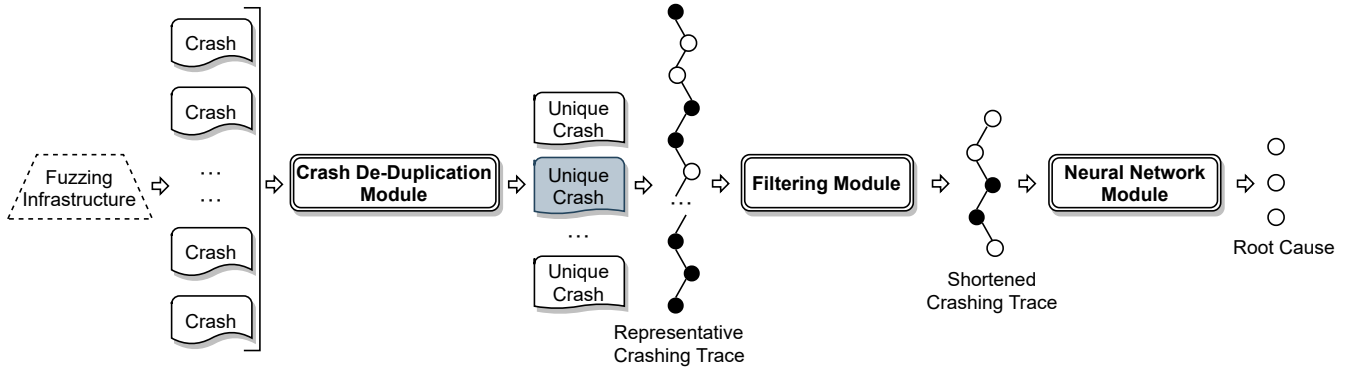 Fuzzing
Infrastructure
Crash
Crash
...
...
Crash
Crash
Crash De-Duplication
Module
Unique
Crash
Unique
Crash
...
Unique
Crash
...
Representative
Crashing Trace
Filtering Module
Shortened
Crashing Trace
Neural Network
Module
Root Cause